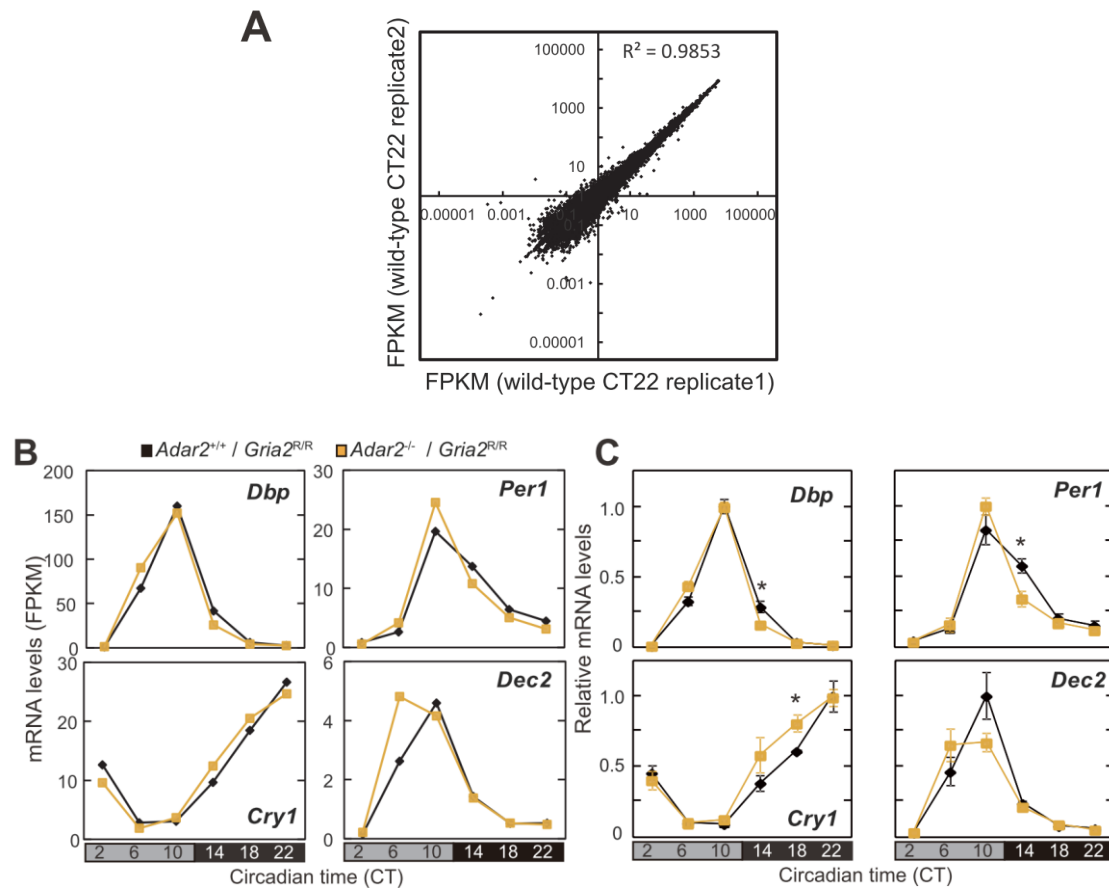 A
FPKM (wild-type CT22 replicate2)
R² = 0.9853
100000
1000
10
0.00001 0.001 0.1 10 1000 100000
0.1
0.001
0.00001
FPKM (wild-type CT22 replicate1)
B
Adar2+/+ / Gria2R/R Adar2-/- / Gria2R/R
mRNA levels (FPKM)
200
150
100
50
0
Dbp
30
20
10
0
Per1
30
20
10
0
Cry1
6
4
2
0
Dec2
2 6 10 14 18 22
2 6 10 14 18 22
Circadian time (CT)
C
Relative mRNA levels
1.0
0.5
0
Dbp
*
Per1
*
1.0
0.5
0
Cry1
*
Dec2
2 6 10 14 18 22
2 6 10 14 18 22
Circadian time (CT)